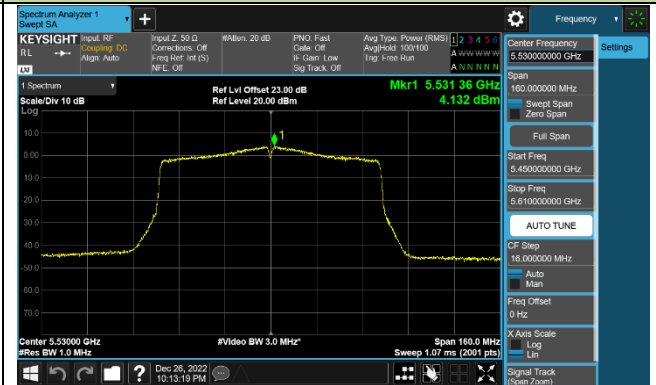 Spectrum Analyzer 1
Swept SA
+
Frequency
KEYSIGHT
RL
Input: RF
Coupling: DC
Align: Auto
Input Z: 50 Ω
Corrections: Off
Freq Ref: Int (S)
NFE: Off
#Atten: 20 dB
PNO: Fast
Gate: Off
IF Gain: Low
Sig Track: Off
Avg Type: Power (RMS)
Avg|Hold: 100/100
Trig: Free Run
1 2 3 4 5 6
A W W W W W
A N N N N N
LM
1 Spectrum
Scale/Div 10 dB
Log
Ref Lvl Offset 23.00 dB
Ref Level 20.00 dBm
Mkr1 5.531 36 GHz
4.132 dBm
1
10.0
0.00
10.0
20.0
30.0
40.0
50.0
60.0
70.0
Center 5.53000 GHz
#Res BW 1.0 MHz
#Video BW 3.0 MHz*
Span 160.0 MHz
Sweep 1.07 ms (2001 pts)
Center Frequency
5.530000000 GHz
Settings
Span
160.000000 MHz
Swept Span
Zero Span
Full Span
Start Freq
5.450000000 GHz
Stop Freq
5.610000000 GHz
AUTO TUNE
CF Step
16.000000 MHz
Auto
Man
Freq Offset
0 Hz
X Axis Scale
Log
Lin
Signal Track
(Span Zoom)
?
Dec 26, 2022
10:13:19 PM